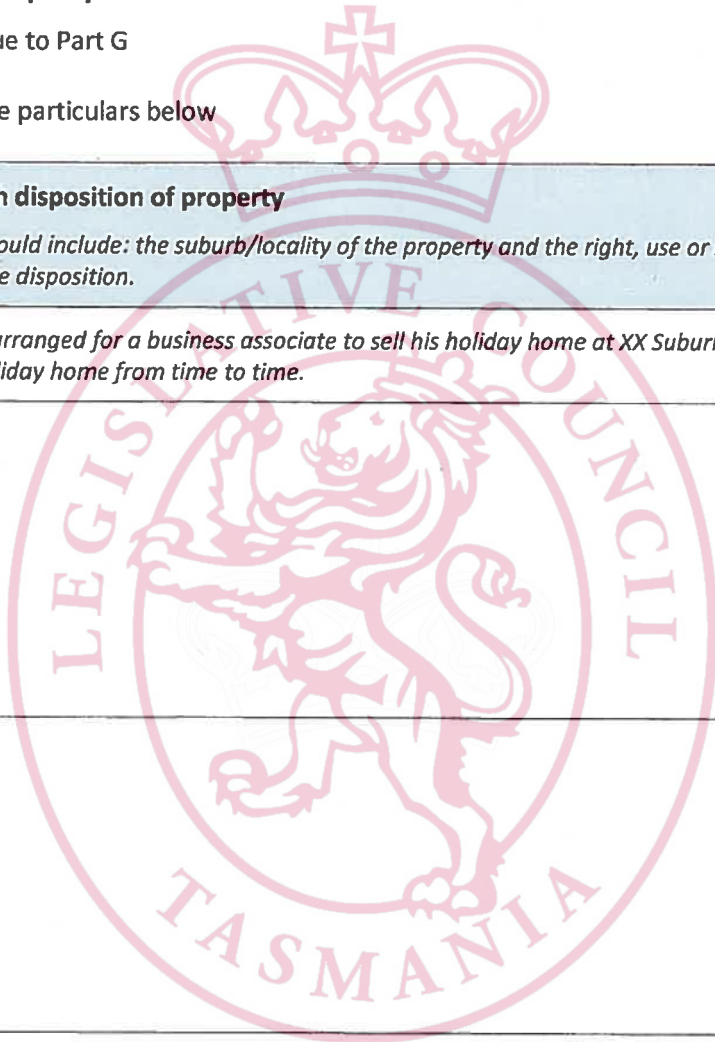 ue to Part G
e particulars below
n disposition of property
ould include: the suburb/locality of the property and the right, use or
e disposition.
arranged for a business associate to sell his holiday home at XX Suburb
liday home from time to time.
LEGISLATIVE COUNCIL
TASMANIA